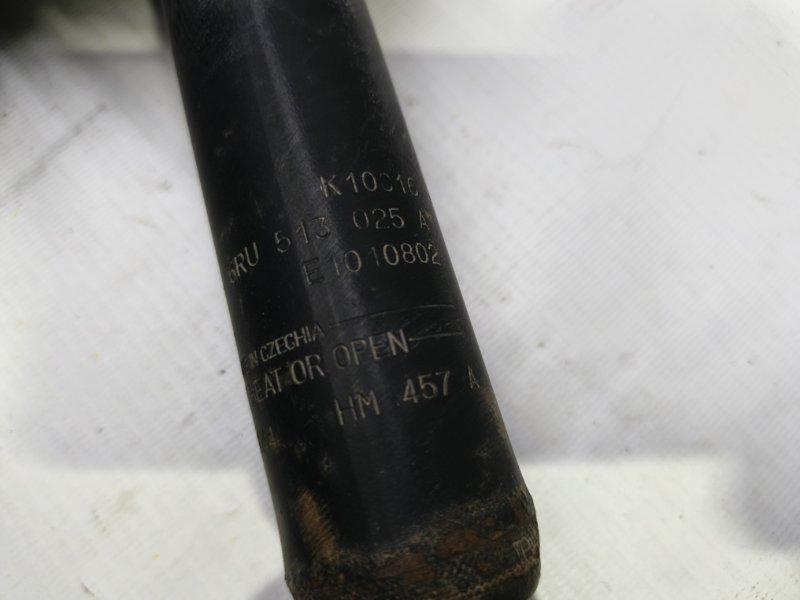 K10010
6RU 513 025 A
E1010802
IN CZECHIA
HEAT OR OPEN
HM 457 A